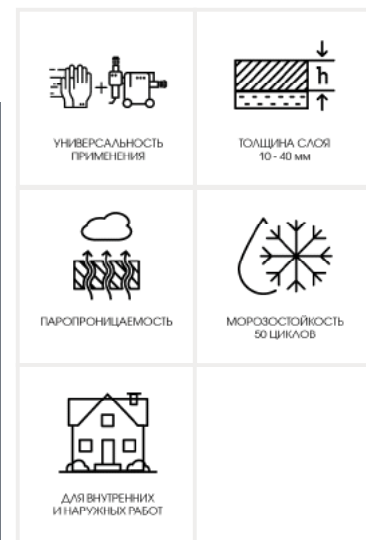 h
УНИВЕРСАЛЬНОСТЬ
ПРИМЕНЕНИЯ
ТОЛЩИНА СЛОЯ
10 - 40 мм
ПАРОПРОНИЦАЕМОСТЬ
МОРОЗОСТОЙКОСТЬ
50 ЦИКЛОВ
ДЛЯ ВНУТРЕННИХ
И НАРУЖНЫХ РАБОТ